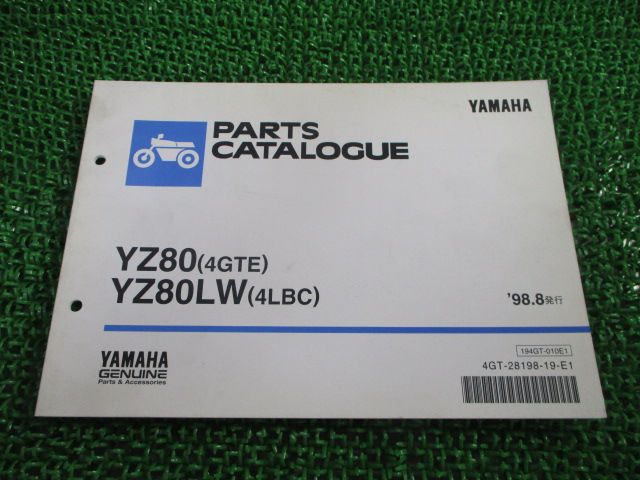 YAMAHA
PARTS
CATALOGUE
YZ80(4GTE)
YZ80LW(4LBC)
'98.8発行
194GT-010E1
4GT-28198-19-E1
YAMAHA
GENUINE
Parts & Accessories